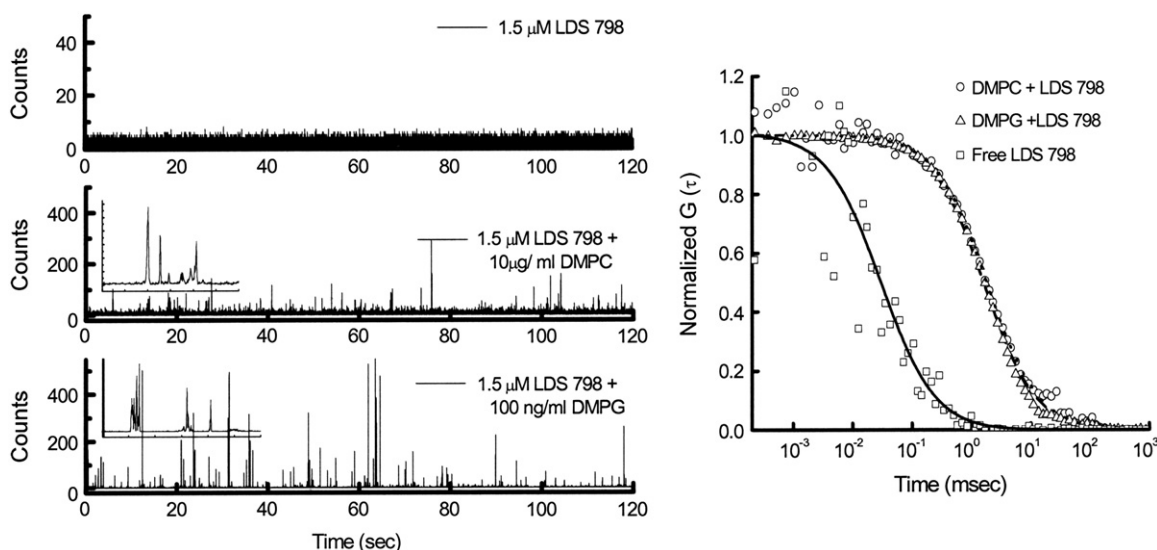 Counts
40
20
0
1.5 μM LDS 798
0 20 40 60 80 100 120
Counts
400
200
0
1.5 μM LDS 798 +
10μg/ ml DMPC
0 20 40 60 80 100 120
Counts
400
200
0
1.5 μM LDS 798 +
100 ng/ml DMPG
0 20 40 60 80 100 120
Time (sec)
Normalized G (τ)
1.2
1.0
0.8
0.6
0.4
0.2
0.0
DMPC + LDS 798
DMPG +LDS 798
Free LDS 798
10⁻³ 10⁻² 10⁻¹ 10⁰ 10¹ 10² 10³
Time (msec)